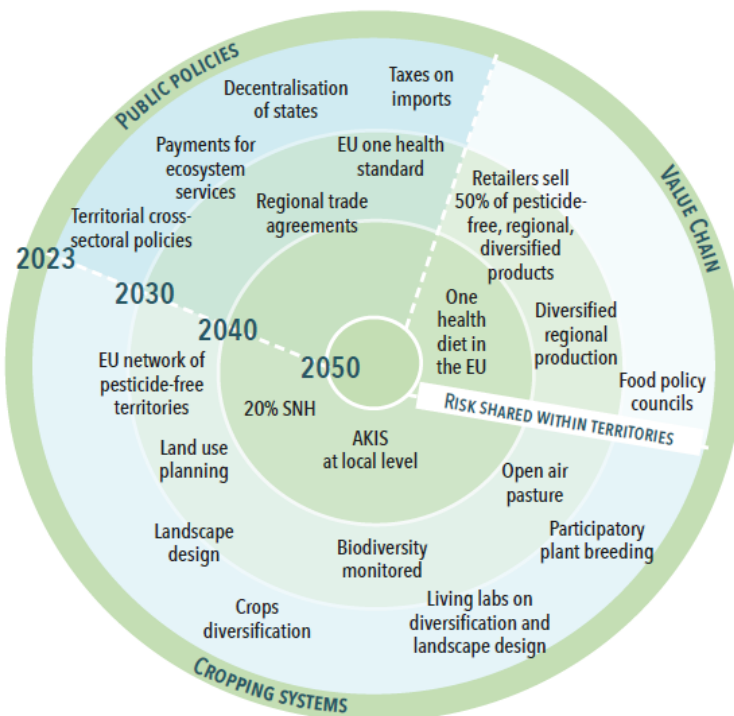 PUBLIC POLICIES
Decentralisation
of states
Taxes on
imports
Payments for
ecosystem
services
EU one health
standard
Territorial cross-
sectoral policies
Regional trade
agreements
VALUE CHAIN
Retailers sell
50% of pesticide-
free, regional,
diversified
products
One
health
diet in
the EU
Diversified
regional
production
Food policy
councils
2023
2030
2040
2050
RISK SHARED WITHIN TERRITORIES
EU network of
pesticide-free
territories
20% SNH
AKIS
at local level
Land use
planning
Open air
pasture
Landscape
design
Biodiversity
monitored
Participatory
plant breeding
Crops
diversification
Living labs on
diversification and
landscape design
CROPPING SYSTEMS